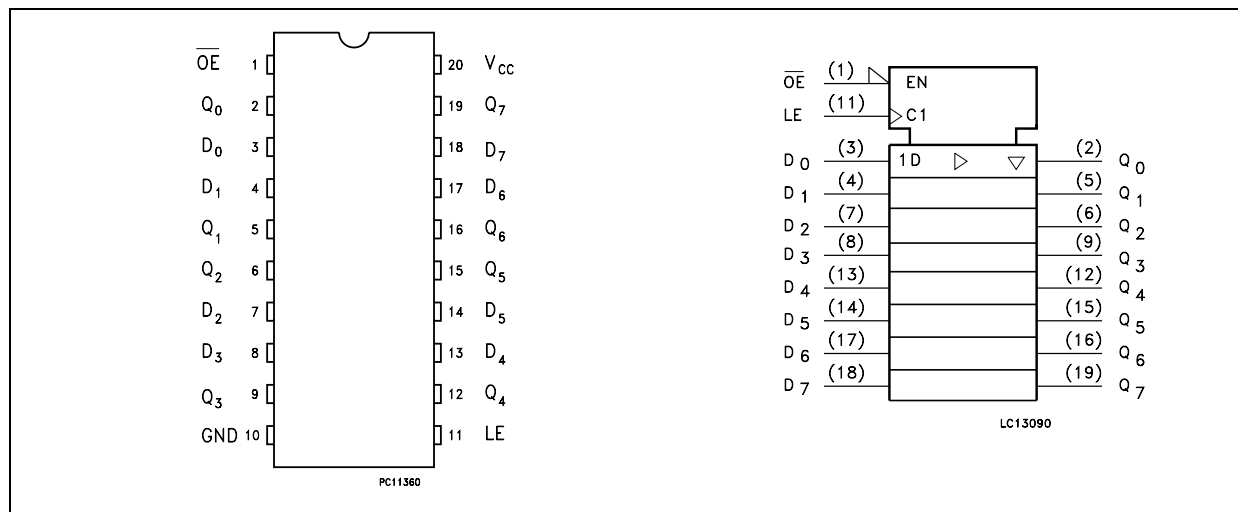 OE 1 20 VCC
Q0 2 19 Q7
D0 3 18 D7
D1 4 17 D6
Q1 5 16 Q6
Q2 6 15 Q5
D2 7 14 D5
D3 8 13 D4
Q3 9 12 Q4
GND 10 11 LE
PC11360
OE (1) EN
LE (11) C1
D0 (3) 1D (2) Q0
D1 (4) (5) Q1
D2 (7) (6) Q2
D3 (8) (9) Q3
D4 (13) (12) Q4
D5 (14) (15) Q5
D6 (17) (16) Q6
D7 (18) (19) Q7
LC13090